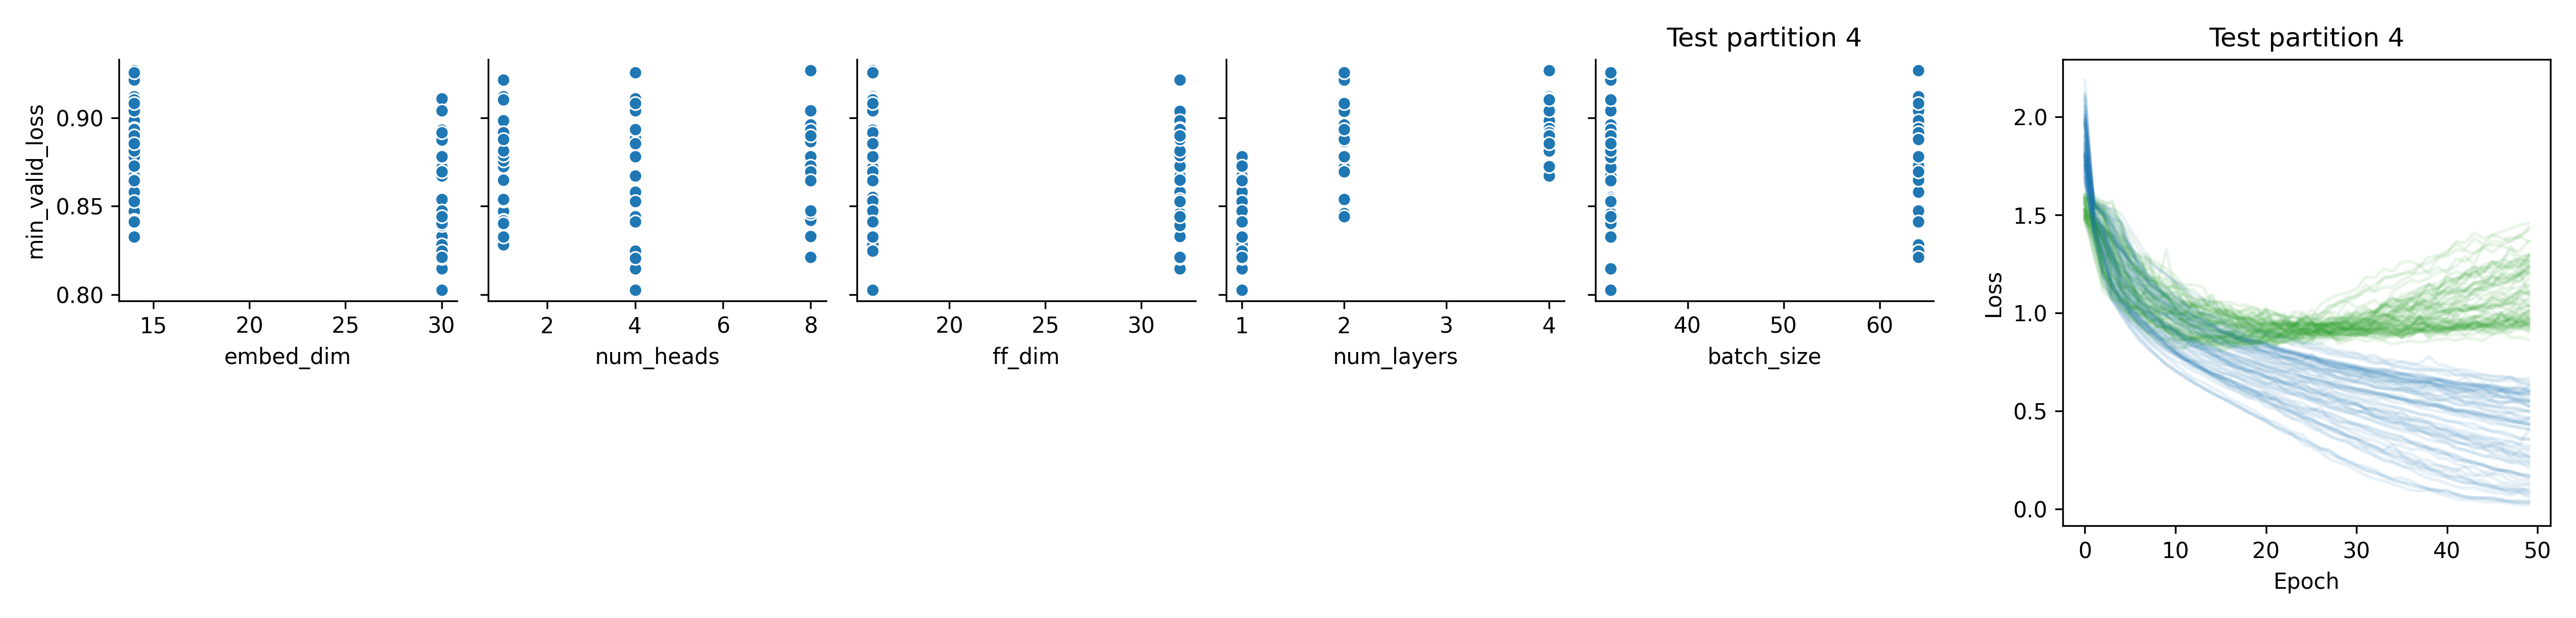 Test partition 4
Test partition 4
min_valid_loss
0.90
0.85
0.80
15 20 25 30
embed_dim
2 4 6 8
num_heads
20 25 30
ff_dim
1 2 3 4
num_layers
40 50 60
batch_size
Loss
2.0
1.5
1.0
0.5
0.0
0 10 20 30 40 50
Epoch